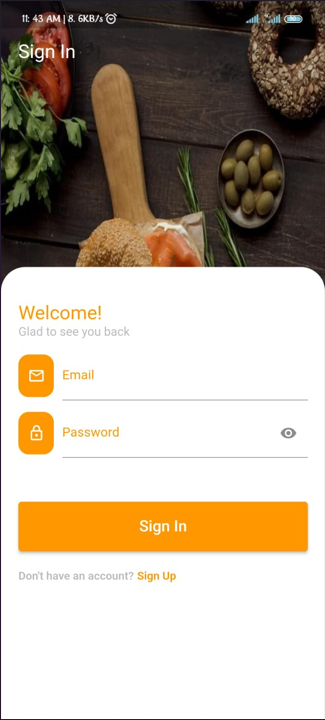 11: 43 AM | 8. 6KB/s
Sign In
Welcome!
Glad to see you back
Email
Password
Sign In
Don't have an account? Sign Up